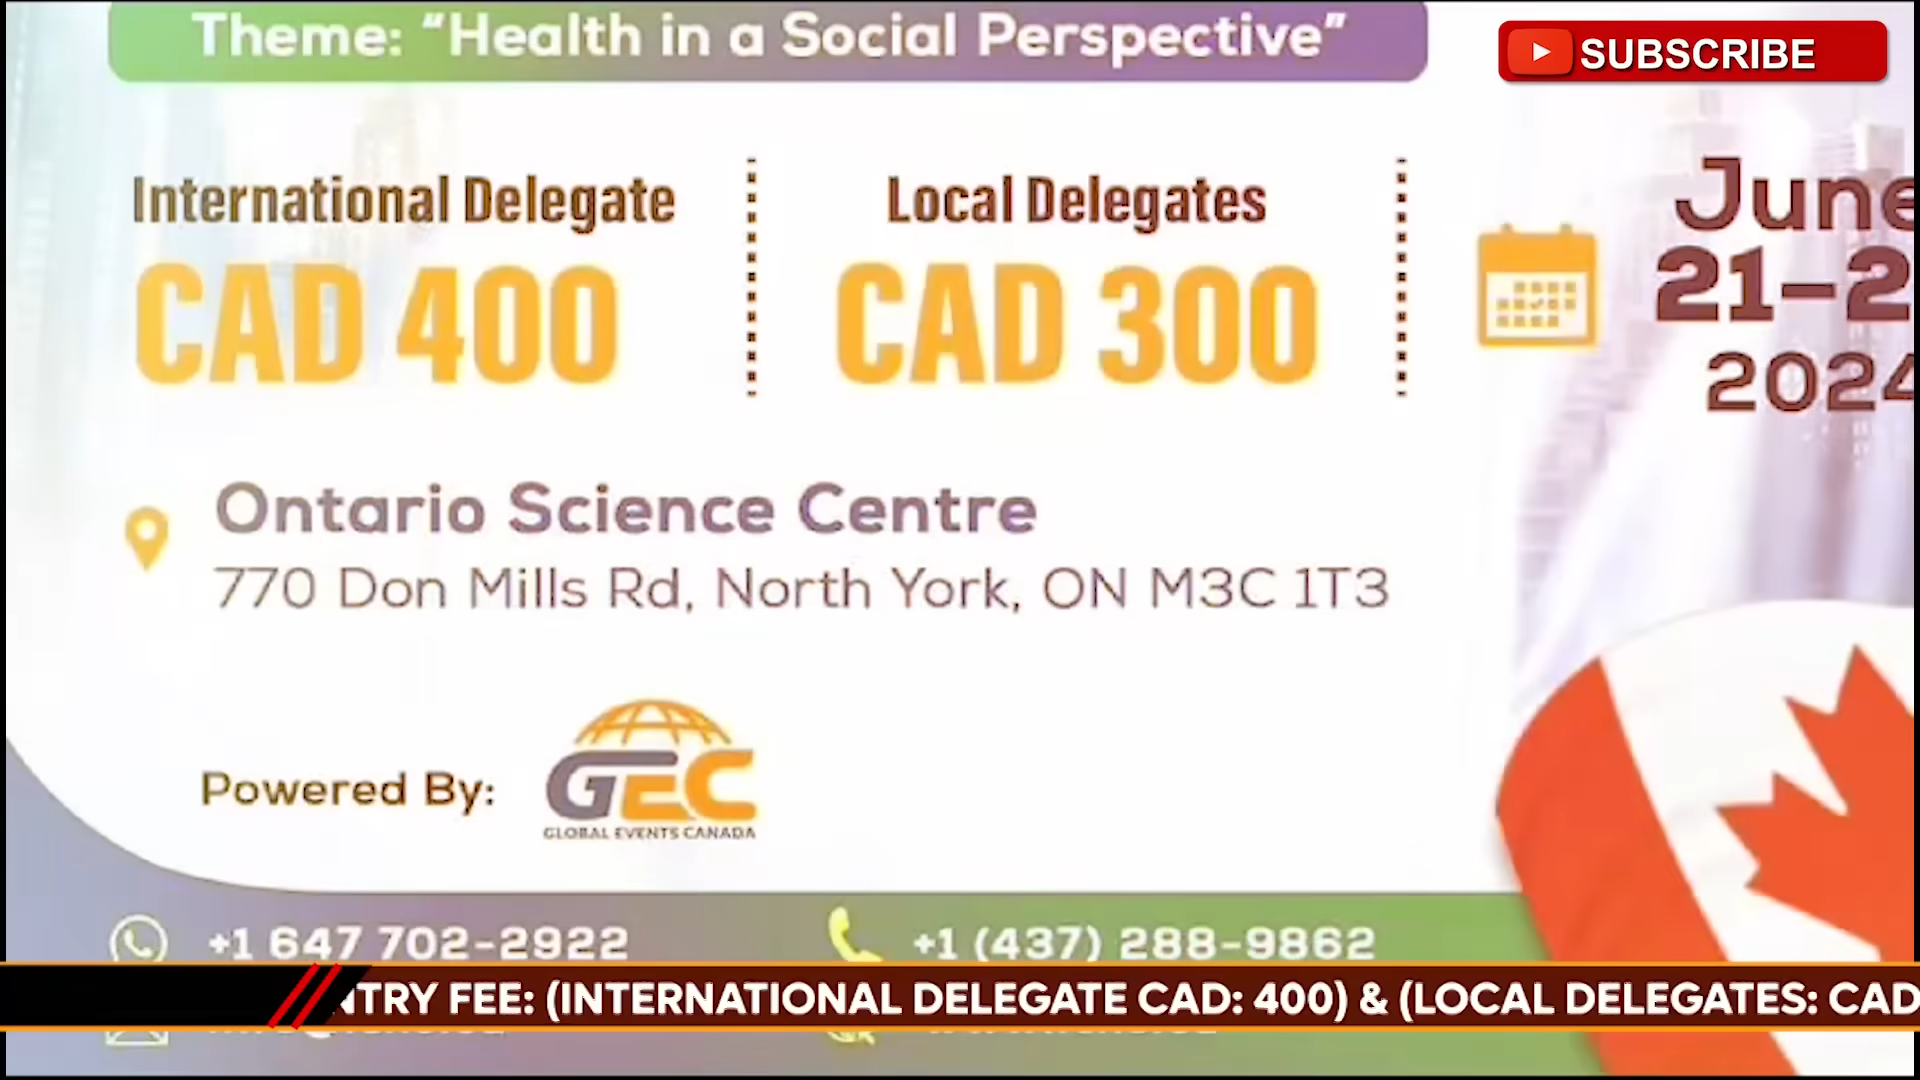 Theme: “Health in a Social Perspective”
SUBSCRIBE
International Delegate
CAD 400
Local Delegates
CAD 300
June
21-2
2024
Ontario Science Centre
770 Don Mills Rd, North York, ON M3C 1T3
Powered By:
GEC
GLOBAL EVENTS CANADA
+1 647 702-2922
+1 (437) 288-9862
NTRY FEE: (INTERNATIONAL DELEGATE CAD: 400) & (LOCAL DELEGATES: CAD